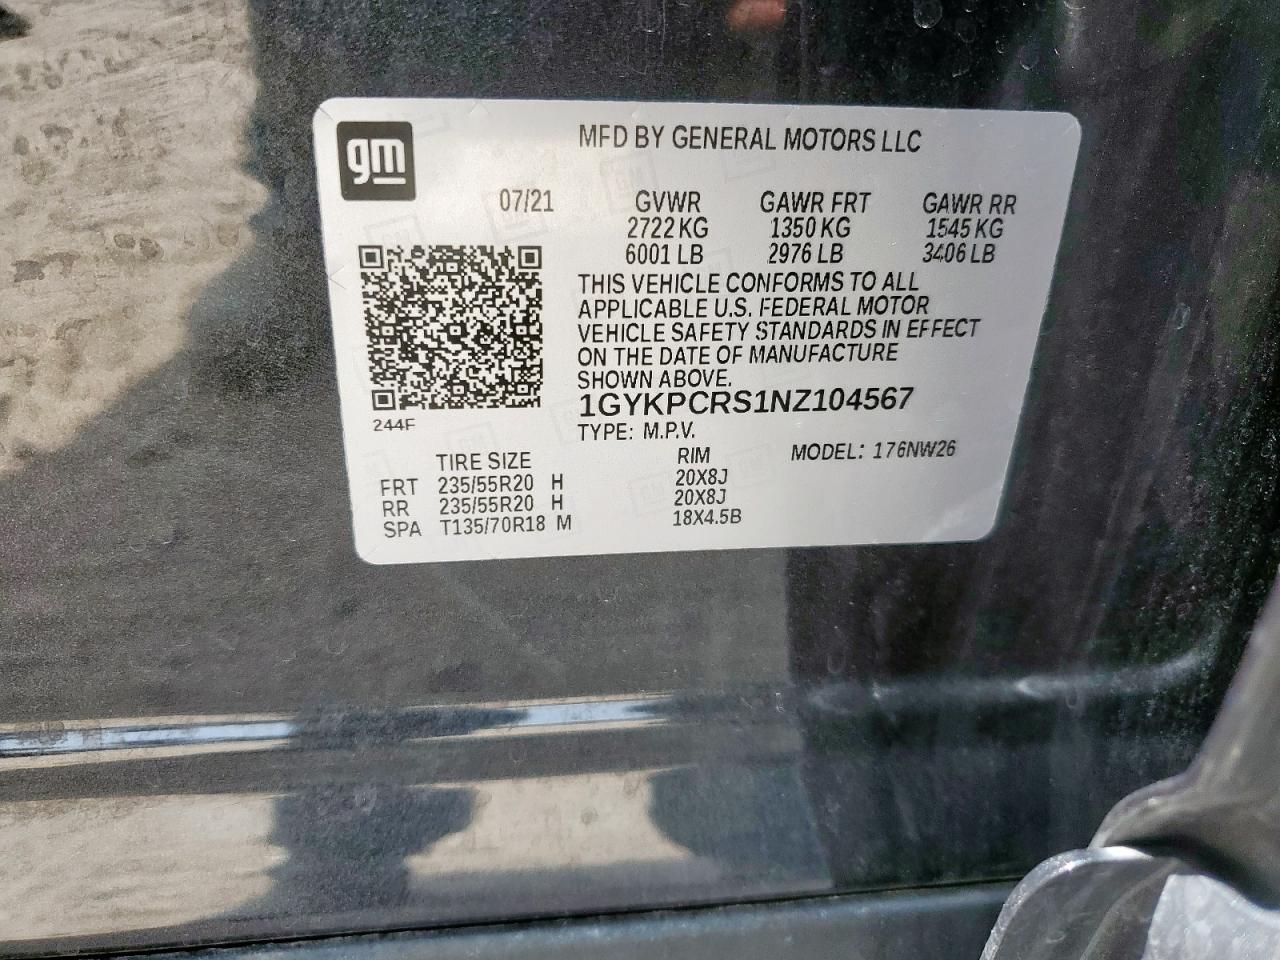 gm
MFD BY GENERAL MOTORS LLC
07/21 GVWR GAWR FRT GAWR RR
2722 KG 1350 KG 1545 KG
6001 LB 2976 LB 3406 LB
THIS VEHICLE CONFORMS TO ALL
APPLICABLE U.S. FEDERAL MOTOR
VEHICLE SAFETY STANDARDS IN EFFECT
ON THE DATE OF MANUFACTURE
SHOWN ABOVE.
1GYKPCRS1NZ104567
244F
TYPE: M.P.V.
TIRE SIZE RIM MODEL: 176NW26
FRT 235/55R20 H 20X8J
RR 235/55R20 H 20X8J
SPA T135/70R18 M 18X4.5B